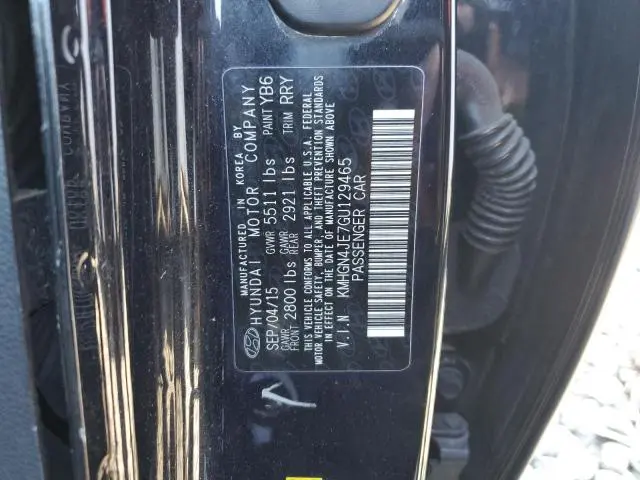 MANUFACTURED IN KOREA BY
HYUNDAI MOTOR COMPANY
SEP/04/15 GVWR 5511 lbs PAINT YB6
GAWR FRONT 2800 lbs GAWR REAR 2921 lbs TRIM RRY
THIS VEHICLE CONFORMS TO ALL APPLICABLE U.S.A. FEDERAL
MOTOR VEHICLE SAFETY, BUMPER, AND THEFT PREVENTION STANDARDS
IN EFFECT ON THE DATE OF MANUFACTURE SHOWN ABOVE
V.I.N KMHGN4JE7GU129465
PASSENGER CAR